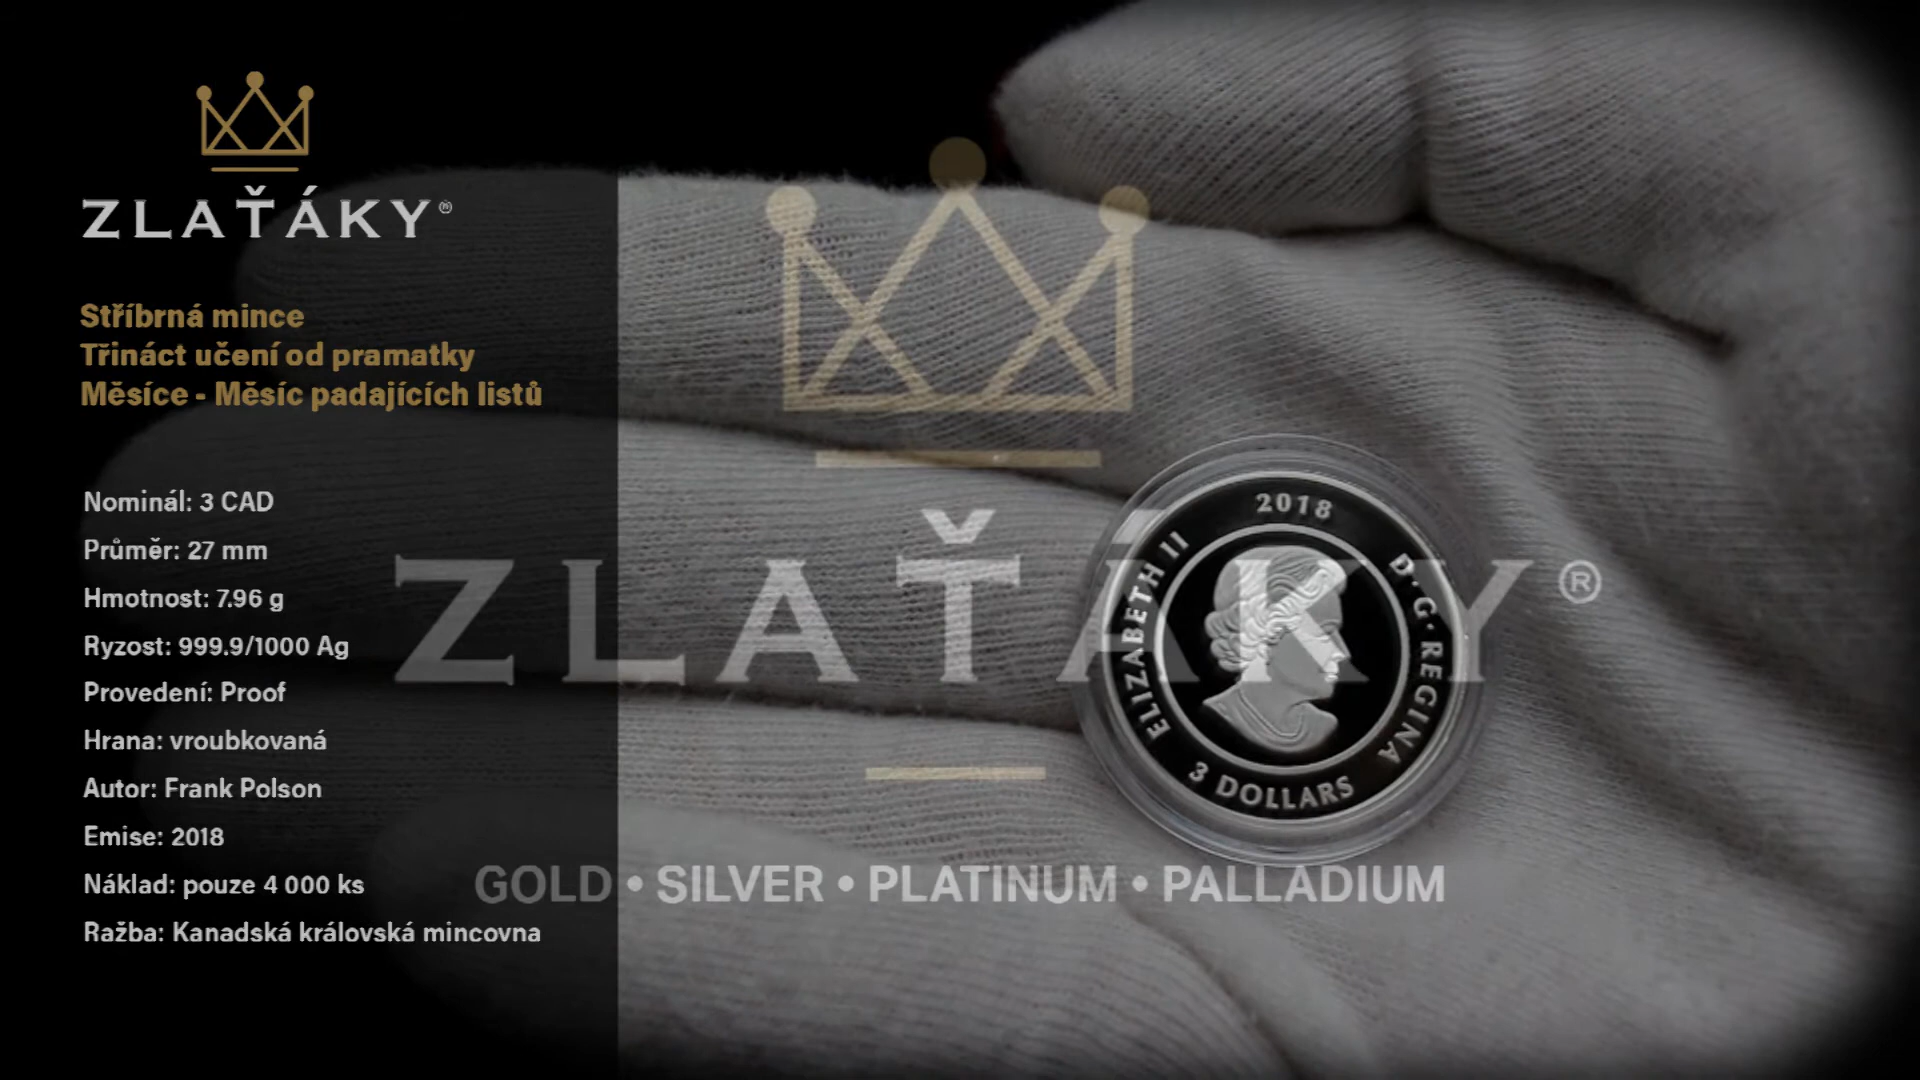 ZLAŤÁKY®
Stříbrná mince
Třináct učení od pramatky
Měsíce - Měsíc padajících listů
Nominál: 3 CAD
Průměr: 27 mm
Hmotnost: 7.96 g
Ryzost: 999.9/1000 Ag
Provedení: Proof
Hrana: vroubkovaná
Autor: Frank Polson
Emise: 2018
Náklad: pouze 4 000 ks
Ražba: Kanadská královská mincovna
ZLAŤÁKY®
GOLD • SILVER • PLATINUM • PALLADIUM
2018
ELIZABETH II
D·G·REGINA
3 DOLLARS